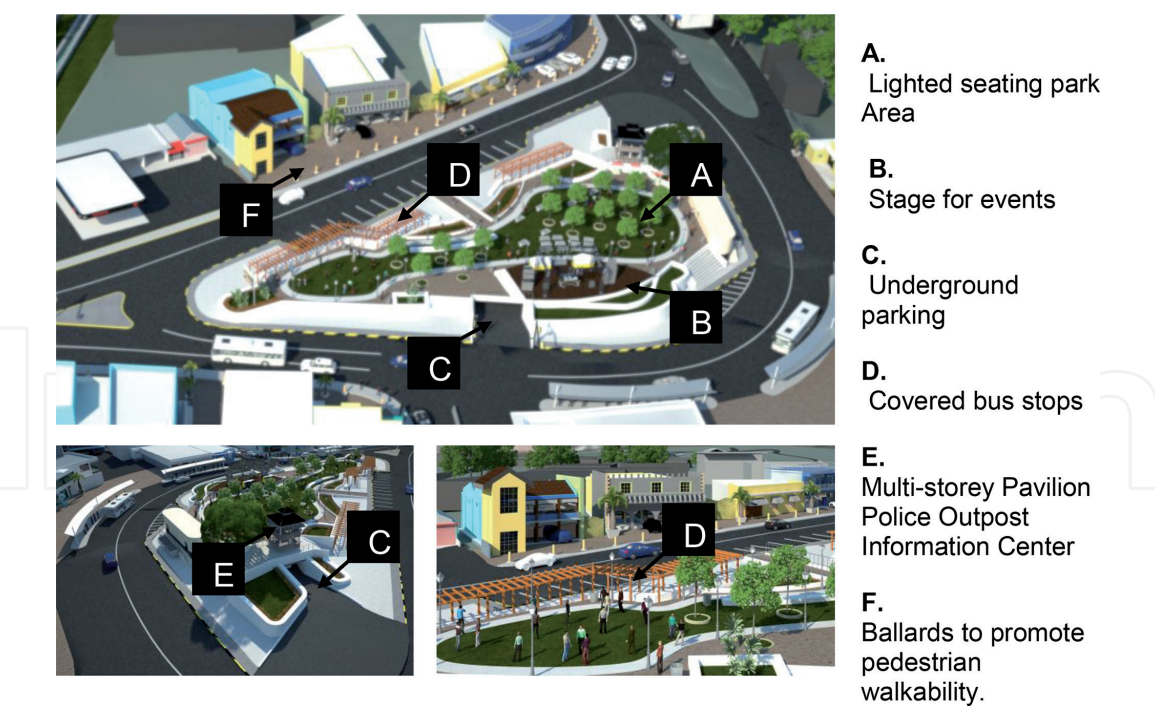 F
D
A
B
C
E
C
D
A.
Lighted seating park
Area
B.
Stage for events
C.
Underground
parking
D.
Covered bus stops
E.
Multi-storey Pavilion
Police Outpost
Information Center
F.
Ballards to promote
pedestrian
walkability.